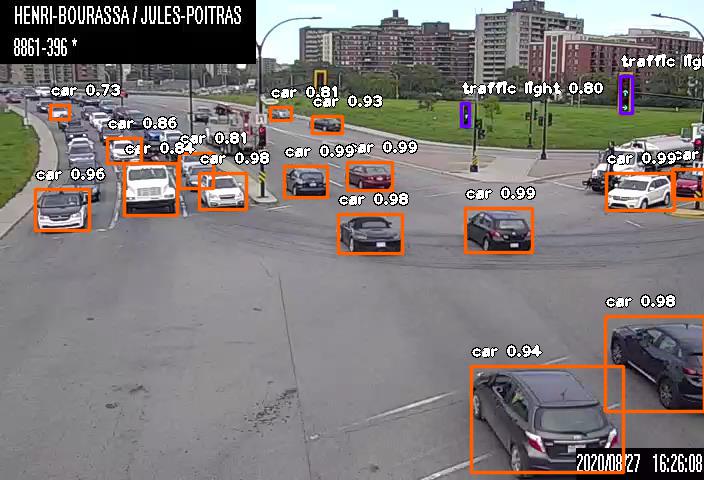 HENRI-BOURASSA / JULES-POITRAS
8861-396 *
traffic ligh
car 0.73
car 0.81
traffic light 0.80
car 0.93
car 0.86
car 0.81
car 0.84
car 0.98
car 0.99
car 0.99
car 0.99
car
car 0.96
car 0.98
car 0.99
car 0.98
car 0.94
2020/08/27 16:26:08